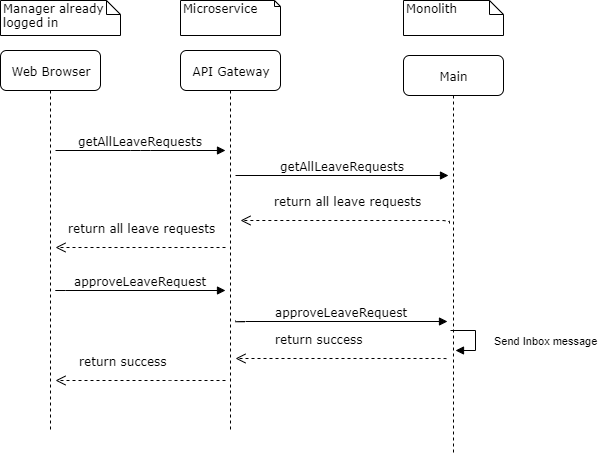 Manager already
logged in
Microservice
Monolith
Web Browser
API Gateway
Main
getAllLeaveRequests
getAllLeaveRequests
return all leave requests
return all leave requests
approveLeaveRequest
approveLeaveRequest
return success
Send Inbox message
return success